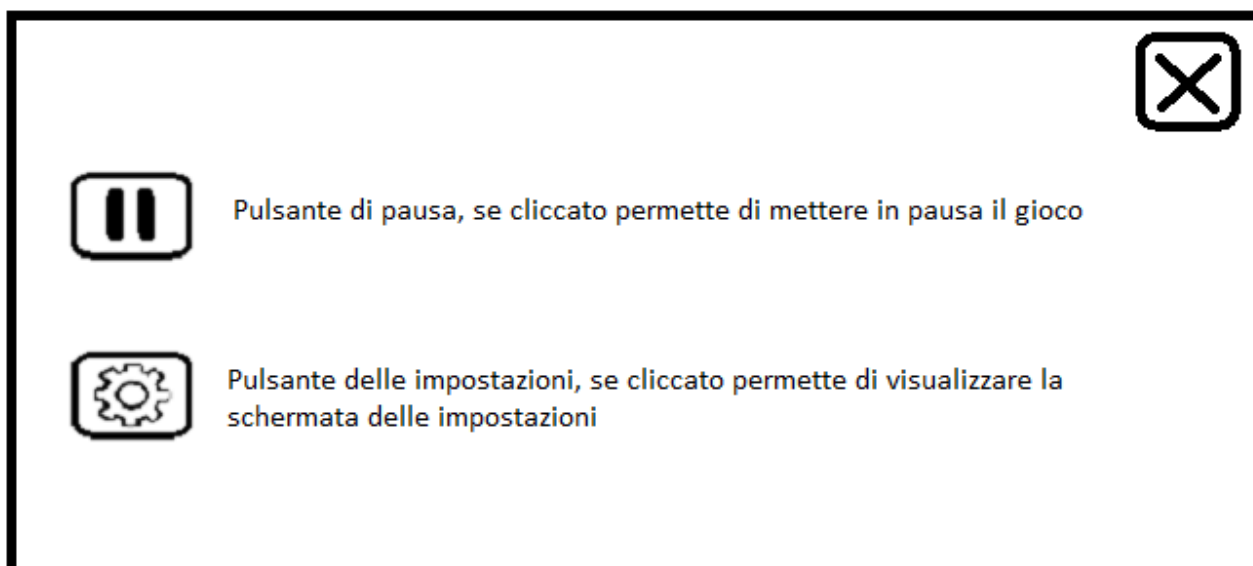 Pulsante di pausa, se cliccato permette di mettere in pausa il gioco
Pulsante delle impostazioni, se cliccato permette di visualizzare la
schermata delle impostazioni